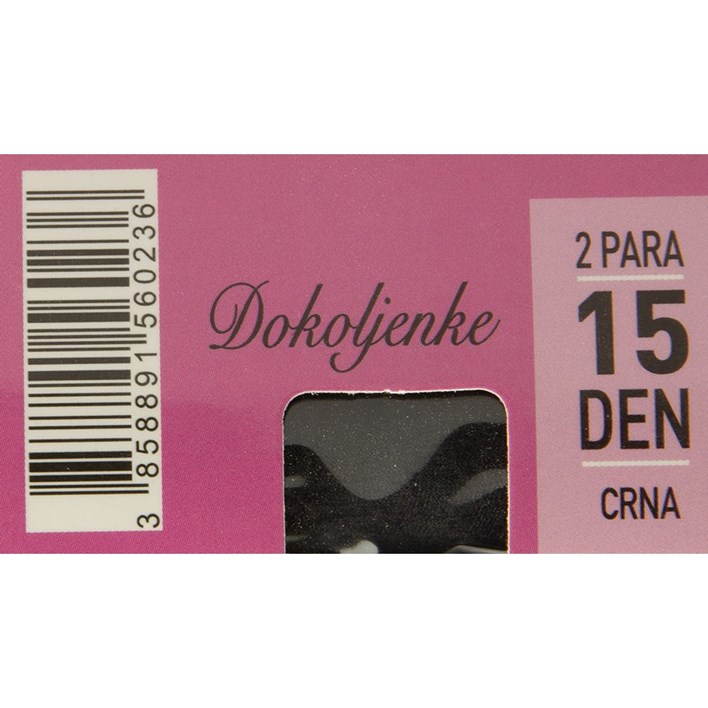 3 858891 560236
Dokoljenke
2 PARA
15
DEN
CRNA